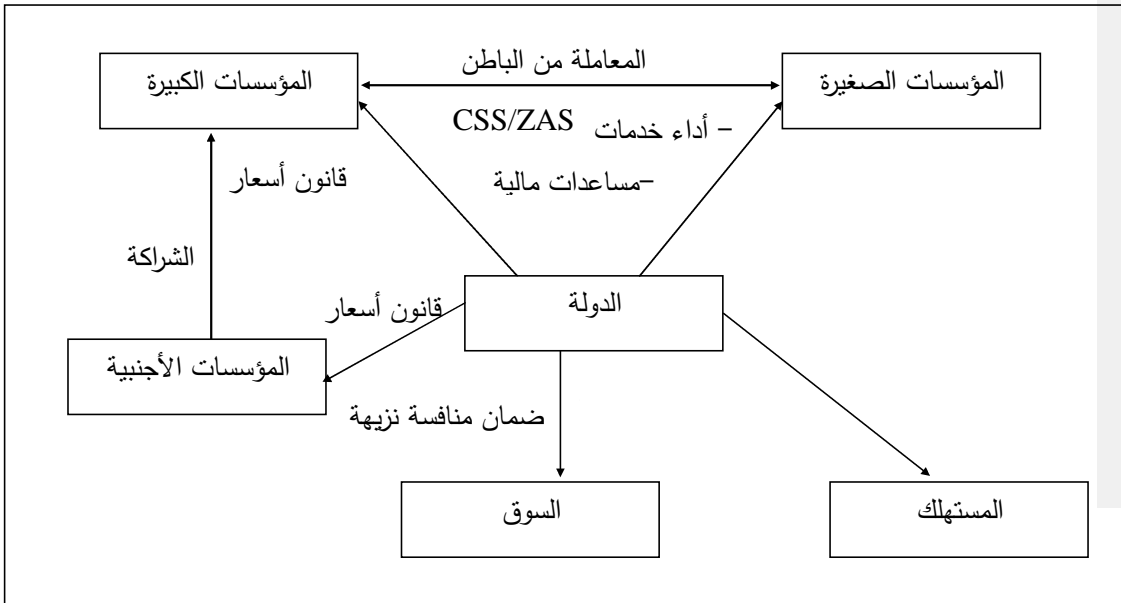 المعاملة من الباطن
المؤسسات الصغيرة
المؤسسات الكبيرة
– أداء خدمات CSS/ZAS
–مساعدات مالية
قانون أسعار
الشراكة
الدولة
قانون أسعار
المؤسسات الأجنبية
ضمان منافسة نزيهة
المستهلك
السوق